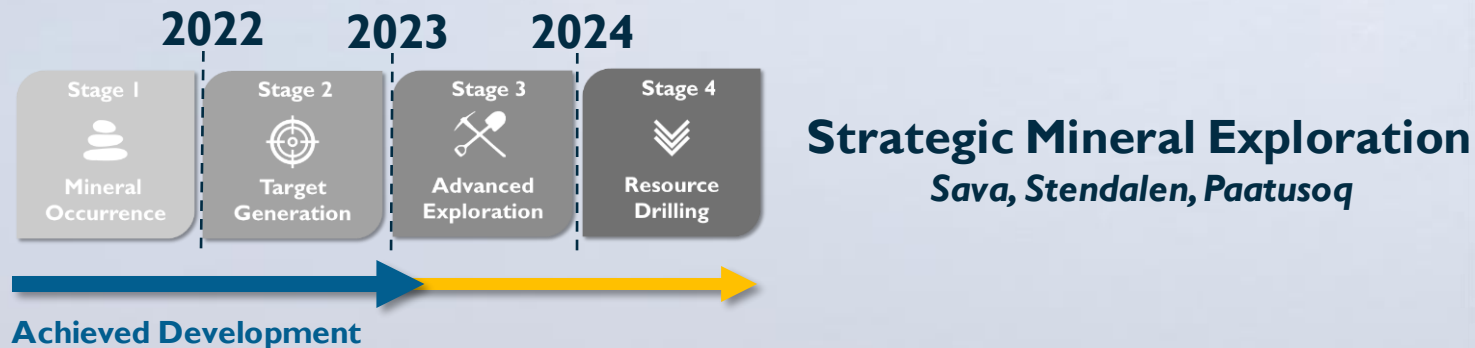 2022 2023 2024
Stage 1
Mineral
Occurrence
Stage 2
Target
Generation
Stage 3
Advanced
Exploration
Stage 4
Resource
Drilling
Strategic Mineral Exploration
Sava, Stendalen, Paatusoq
Achieved Development